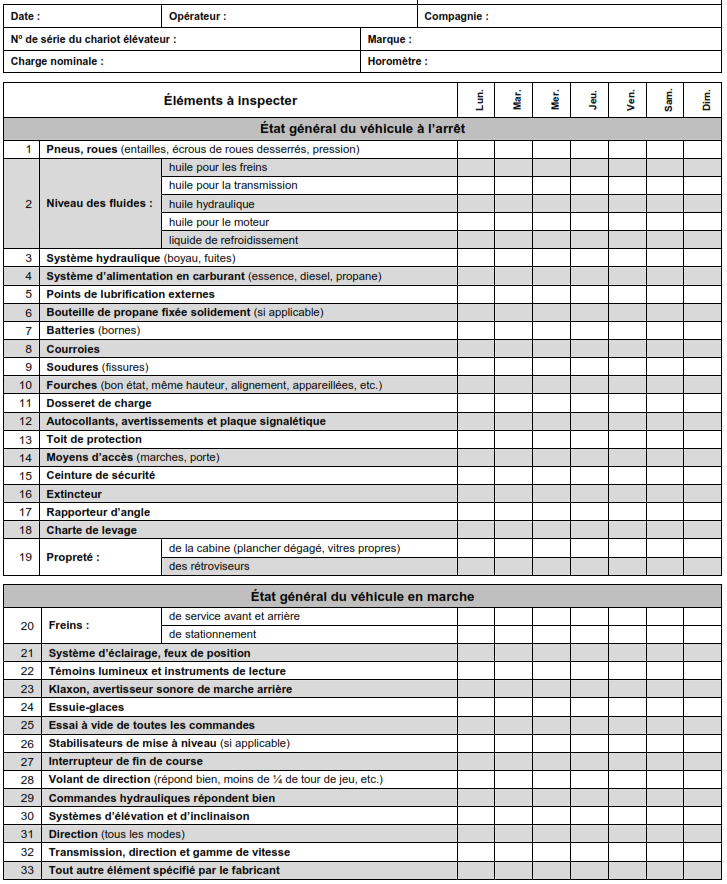 Date : Opérateur : Compagnie :
Nº de série du chariot élévateur : Marque :
Charge nominale : Horomètre :
Éléments à inspecter Lun. Mar. Mer. Jeu. Ven. Sam. Dim.
État général du véhicule à l’arrêt
1 Pneus, roues (entailles, écrous de roues desserrés, pression)
2 Niveau des fluides :
huile pour les freins
huile pour la transmission
huile hydraulique
huile pour le moteur
liquide de refroidissement
3 Système hydraulique (boyau, fuites)
4 Système d’alimentation en carburant (essence, diesel, propane)
5 Points de lubrification externes
6 Bouteille de propane fixée solidement (si applicable)
7 Batteries (bornes)
8 Courroies
9 Soudures (fissures)
10 Fourches (bon état, même hauteur, alignement, appareillées, etc.)
11 Dosseret de charge
12 Autocollants, avertissements et plaque signalétique
13 Toit de protection
14 Moyens d’accès (marches, porte)
15 Ceinture de sécurité
16 Extincteur
17 Rapporteur d’angle
18 Charte de levage
19 Propreté :
de la cabine (plancher dégagé, vitres propres)
des rétroviseurs
État général du véhicule en marche
20 Freins :
de service avant et arrière
de stationnement
21 Système d’éclairage, feux de position
22 Témoins lumineux et instruments de lecture
23 Klaxon, avertisseur sonore de marche arrière
24 Essuie-glaces
25 Essai à vide de toutes les commandes
26 Stabilisateurs de mise à niveau (si applicable)
27 Interrupteur de fin de course
28 Volant de direction (répond bien, moins de ¼ de tour de jeu, etc.)
29 Commandes hydrauliques répondent bien
30 Systèmes d’élévation et d’inclinaison
31 Direction (tous les modes)
32 Transmission, direction et gamme de vitesse
33 Tout autre élément spécifié par le fabricant